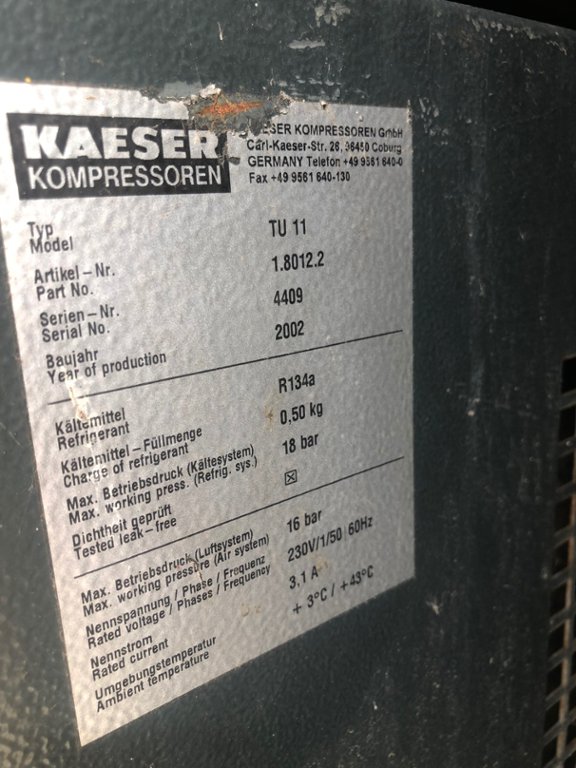 KAESER
KOMPRESSOREN
KOMPRESSOREN GmbH
Carl-Kaeser-Str. 26, 96450 Coburg
GERMANY Telefon +49 9561 640-0
Fax +49 9561 640-130
Typ
Model
TU 11
Artikel – Nr.
Part No.
1.8012.2
Serien – Nr.
Serial No.
4409
Baujahr
Year of production
2002
Kältemittel
Refrigerant
R134a
Kältemittel – Füllmenge
Charge of refrigerant
0,50 kg
Max. Betriebsdruck (Kältesystem)
Max. working press. (Refrig. sys.)
18 bar
Dichtheit geprüft
Tested leak – free
☒
Max. Betriebsdruck (Luftsystem)
Max. working pressure (Air system)
16 bar
Nennspannung / Phase / Frequenz
Rated voltage / Phases / Frequency
230V/1/50 60Hz
Nennstrom
Rated current
3.1 A
Umgebungstemperatur
Ambient temperature
+ 3°C / +43°C